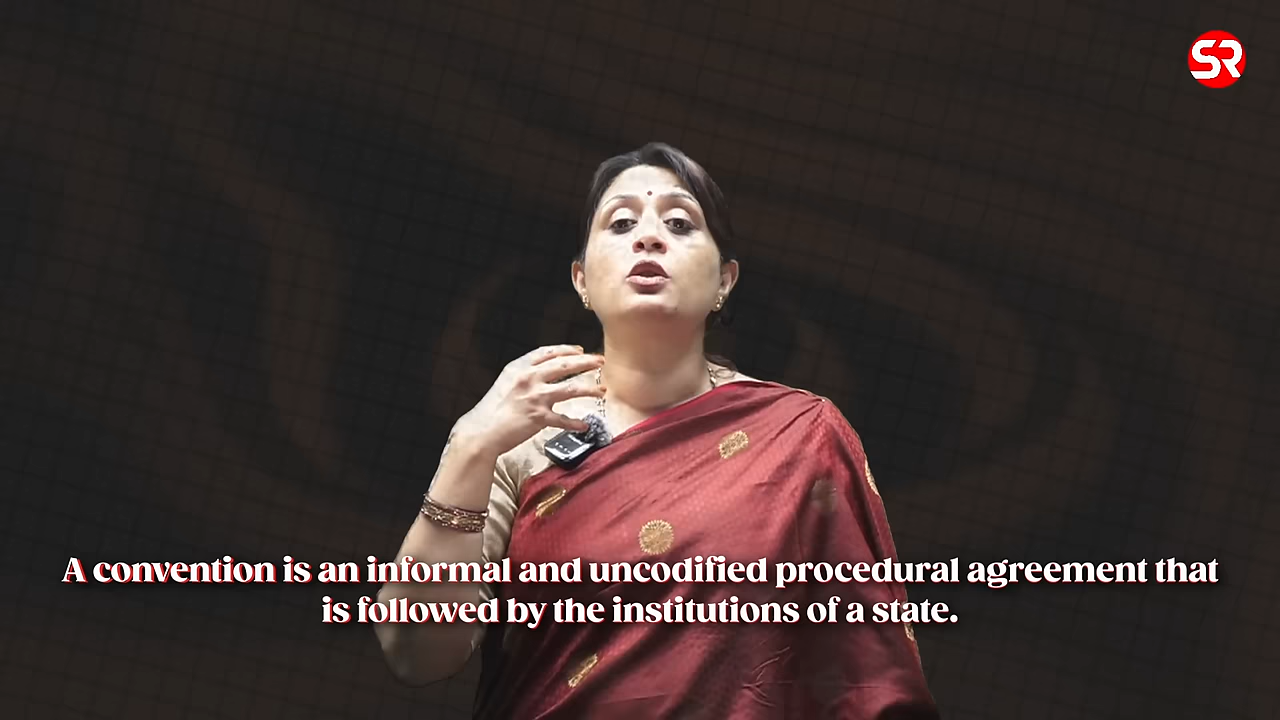 SR
A convention is an informal and uncodified procedural agreement that
is followed by the institutions of a state.